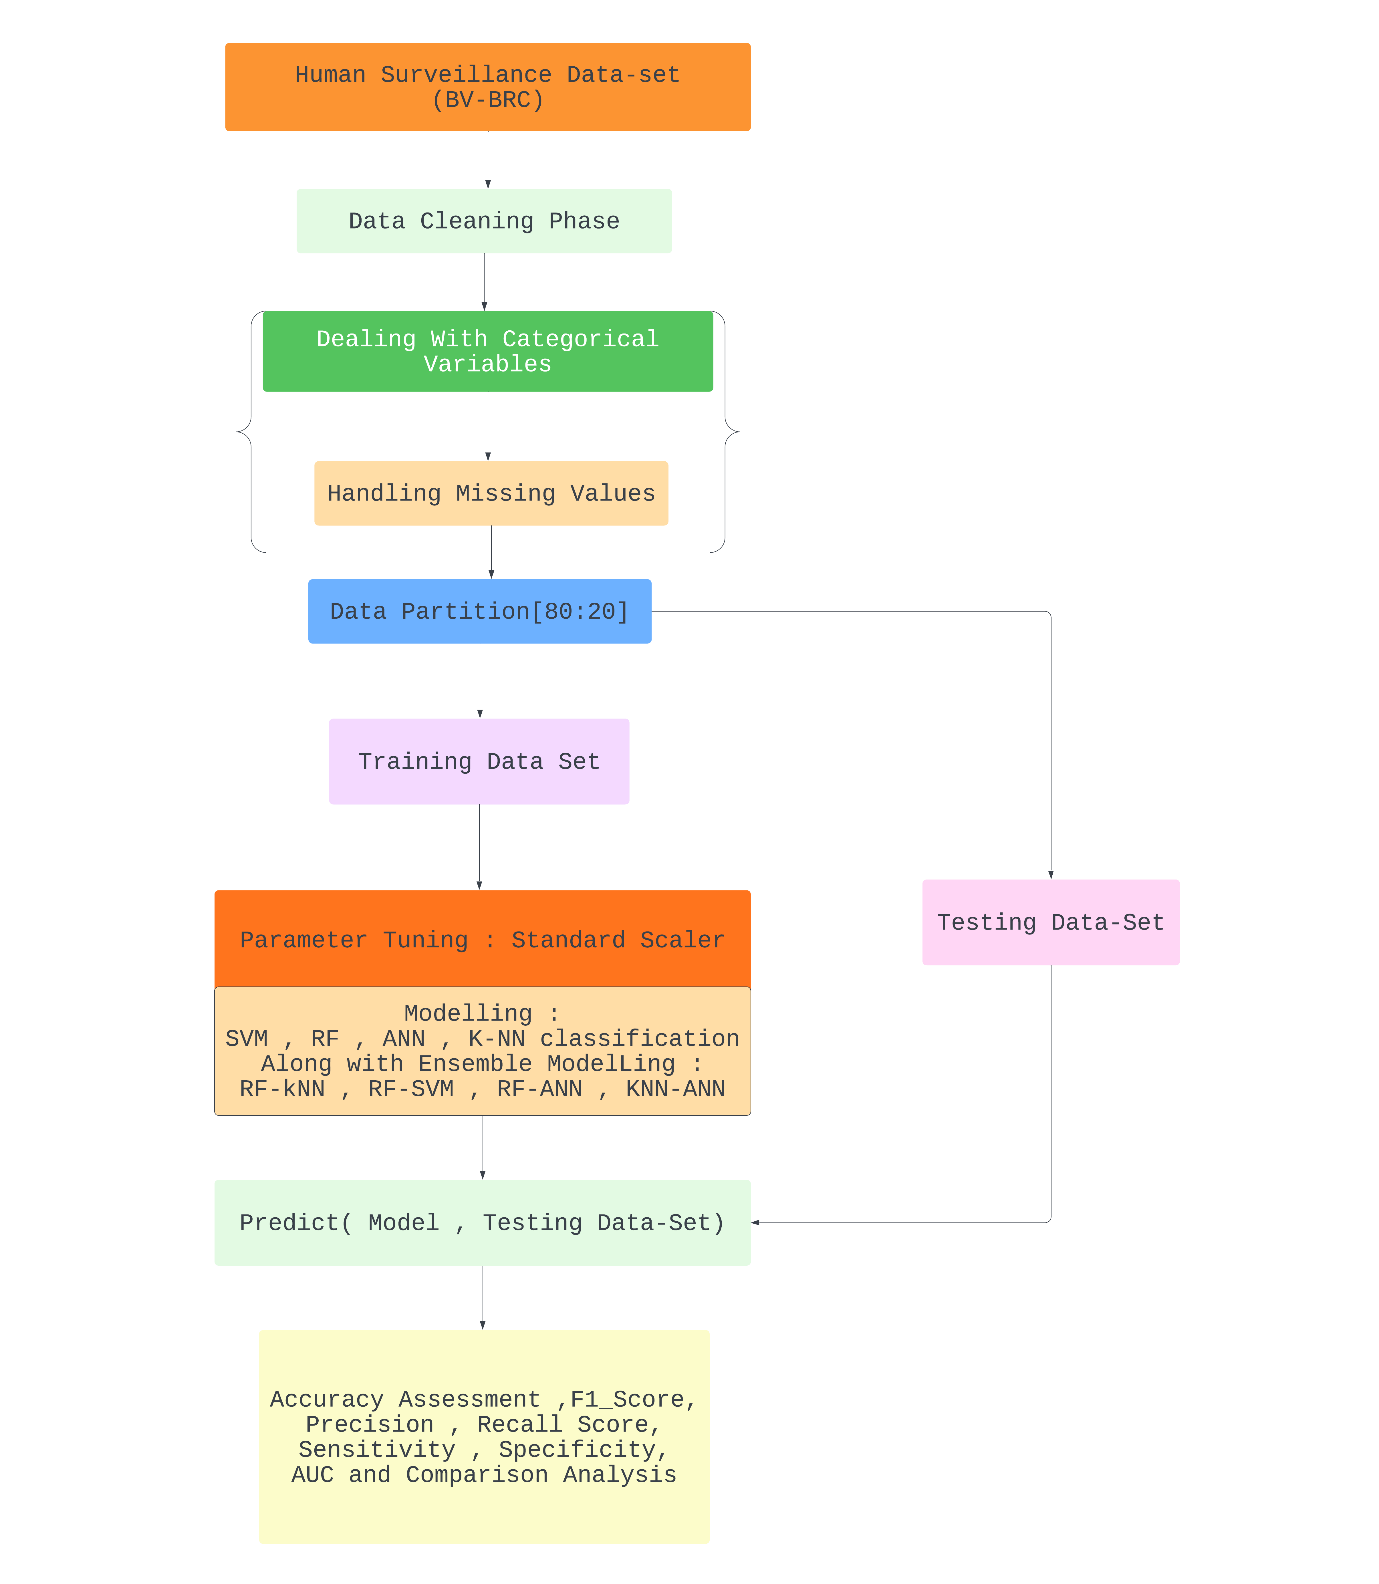 Human Surveillance Data-set
(BV-BRC)
Data Cleaning Phase
Dealing With Categorical
Variables
Handling Missing Values
Data Partition[80:20]
Training Data Set
Testing Data-Set
Parameter Tuning : Standard Scaler
Modelling :
SVM , RF , ANN , K-NN classification
Along with Ensemble ModelLing :
RF-kNN , RF-SVM , RF-ANN , KNN-ANN
Predict( Model , Testing Data-Set)
Accuracy Assessment ,F1_Score,
Precision , Recall Score,
Sensitivity , Specificity,
AUC and Comparison Analysis